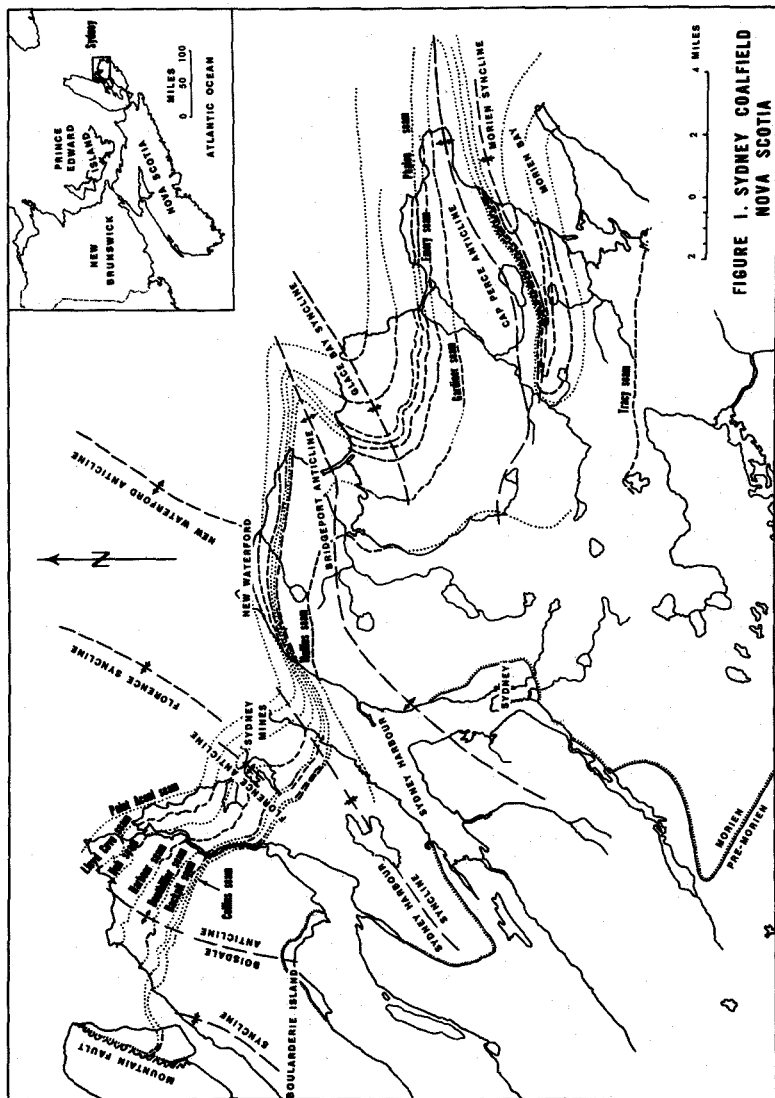 Sydney
MILES
0 50 100
PRINCE
EDWARD
ISLAND
NOVA SCOTIA
ATLANTIC OCEAN
NEW
BRUNSWICK
N
NEW WATERFORD ANTICLINE
FLORENCE SYNCLINE
NEW WATERFORD
BRIDGEPORT ANTICLINE
GLACE BAY SYNCLINE
Phalen seam
Emery seam
Gardiner seam
CAP PERCE ANTICLINE
MORIEN SYNCLINE
MORIEN BAY
Tracy seam
Point Aconi seam
Lloyd Cove seam
Harbour seam
Collins seam
SYDNEY MINES
FLORENCE ANTICLINE
BOISDALE
ANTICLINE
SYNCLINE
MOUNTAIN FAULT
BOULARDERIE ISLAND
SYDNEY HARBOUR
SYNCLINE
SYDNEY HARBOUR
SYDNEY
MORIEN
PRE-MORIEN
2 0 2 4 MILES
FIGURE 1. SYDNEY COALFIELD
NOVA SCOTIA